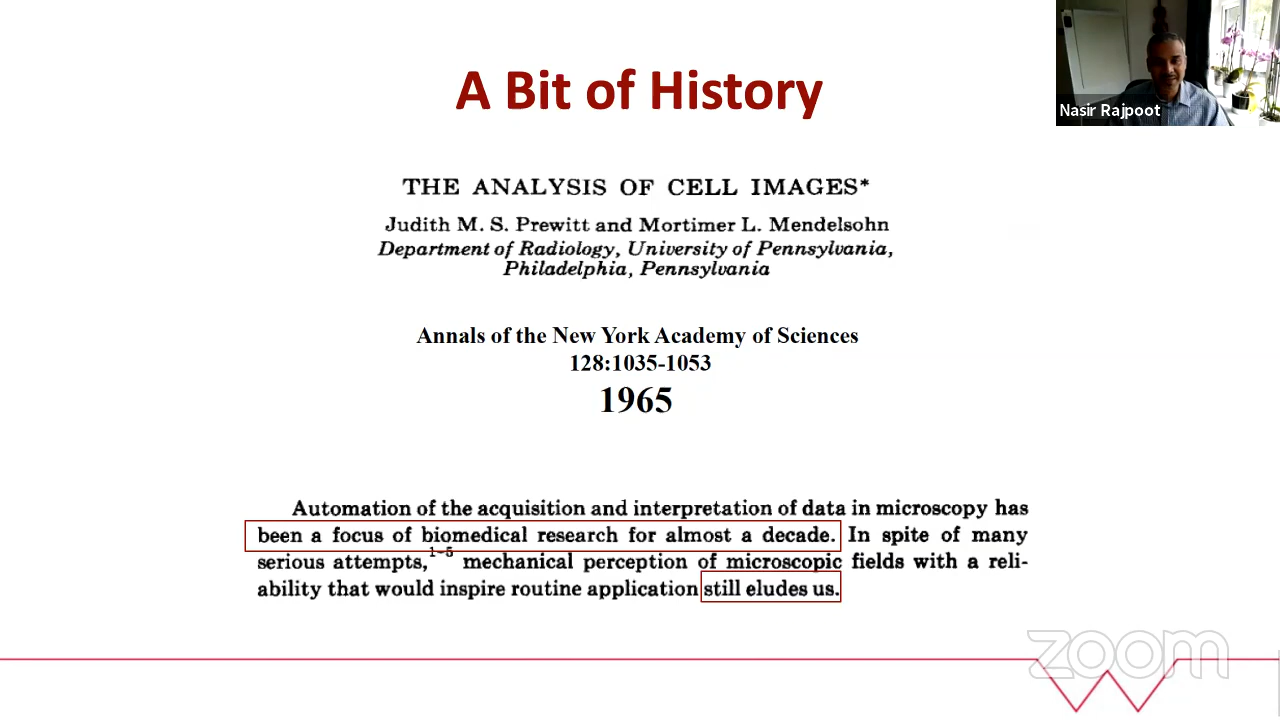 A Bit of History
Nasir Rajpoot
THE ANALYSIS OF CELL IMAGES*
Judith M. S. Prewitt and Mortimer L. Mendelsohn
Department of Radiology, University of Pennsylvania,
Philadelphia, Pennsylvania
Annals of the New York Academy of Sciences
128:1035-1053
1965
Automation of the acquisition and interpretation of data in microscopy has
been a focus of biomedical research for almost a decade. In spite of many
serious attempts,1-5 mechanical perception of microscopic fields with a reli-
ability that would inspire routine application still eludes us.
zoom